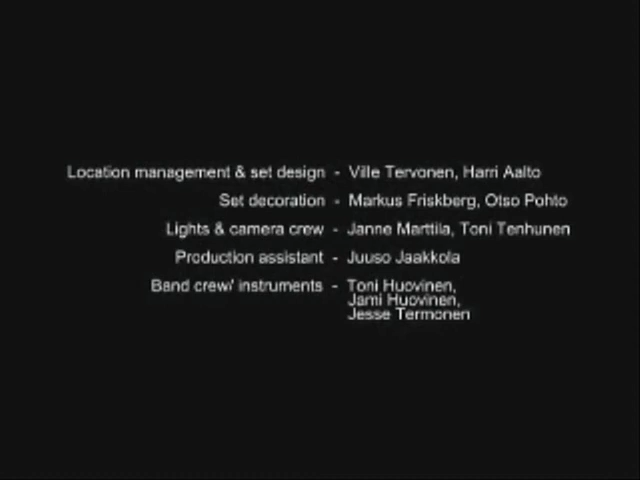 Location management & set design - Ville Tervonen, Harri Aalto
Set decoration - Markus Friskberg, Otso Pohto
Lights & camera crew - Janne Marttila, Toni Tenhunen
Production assistant - Juuso Jaakkola
Band crew/ instruments - Toni Huovinen,
Jami Huovinen,
Jesse Termonen